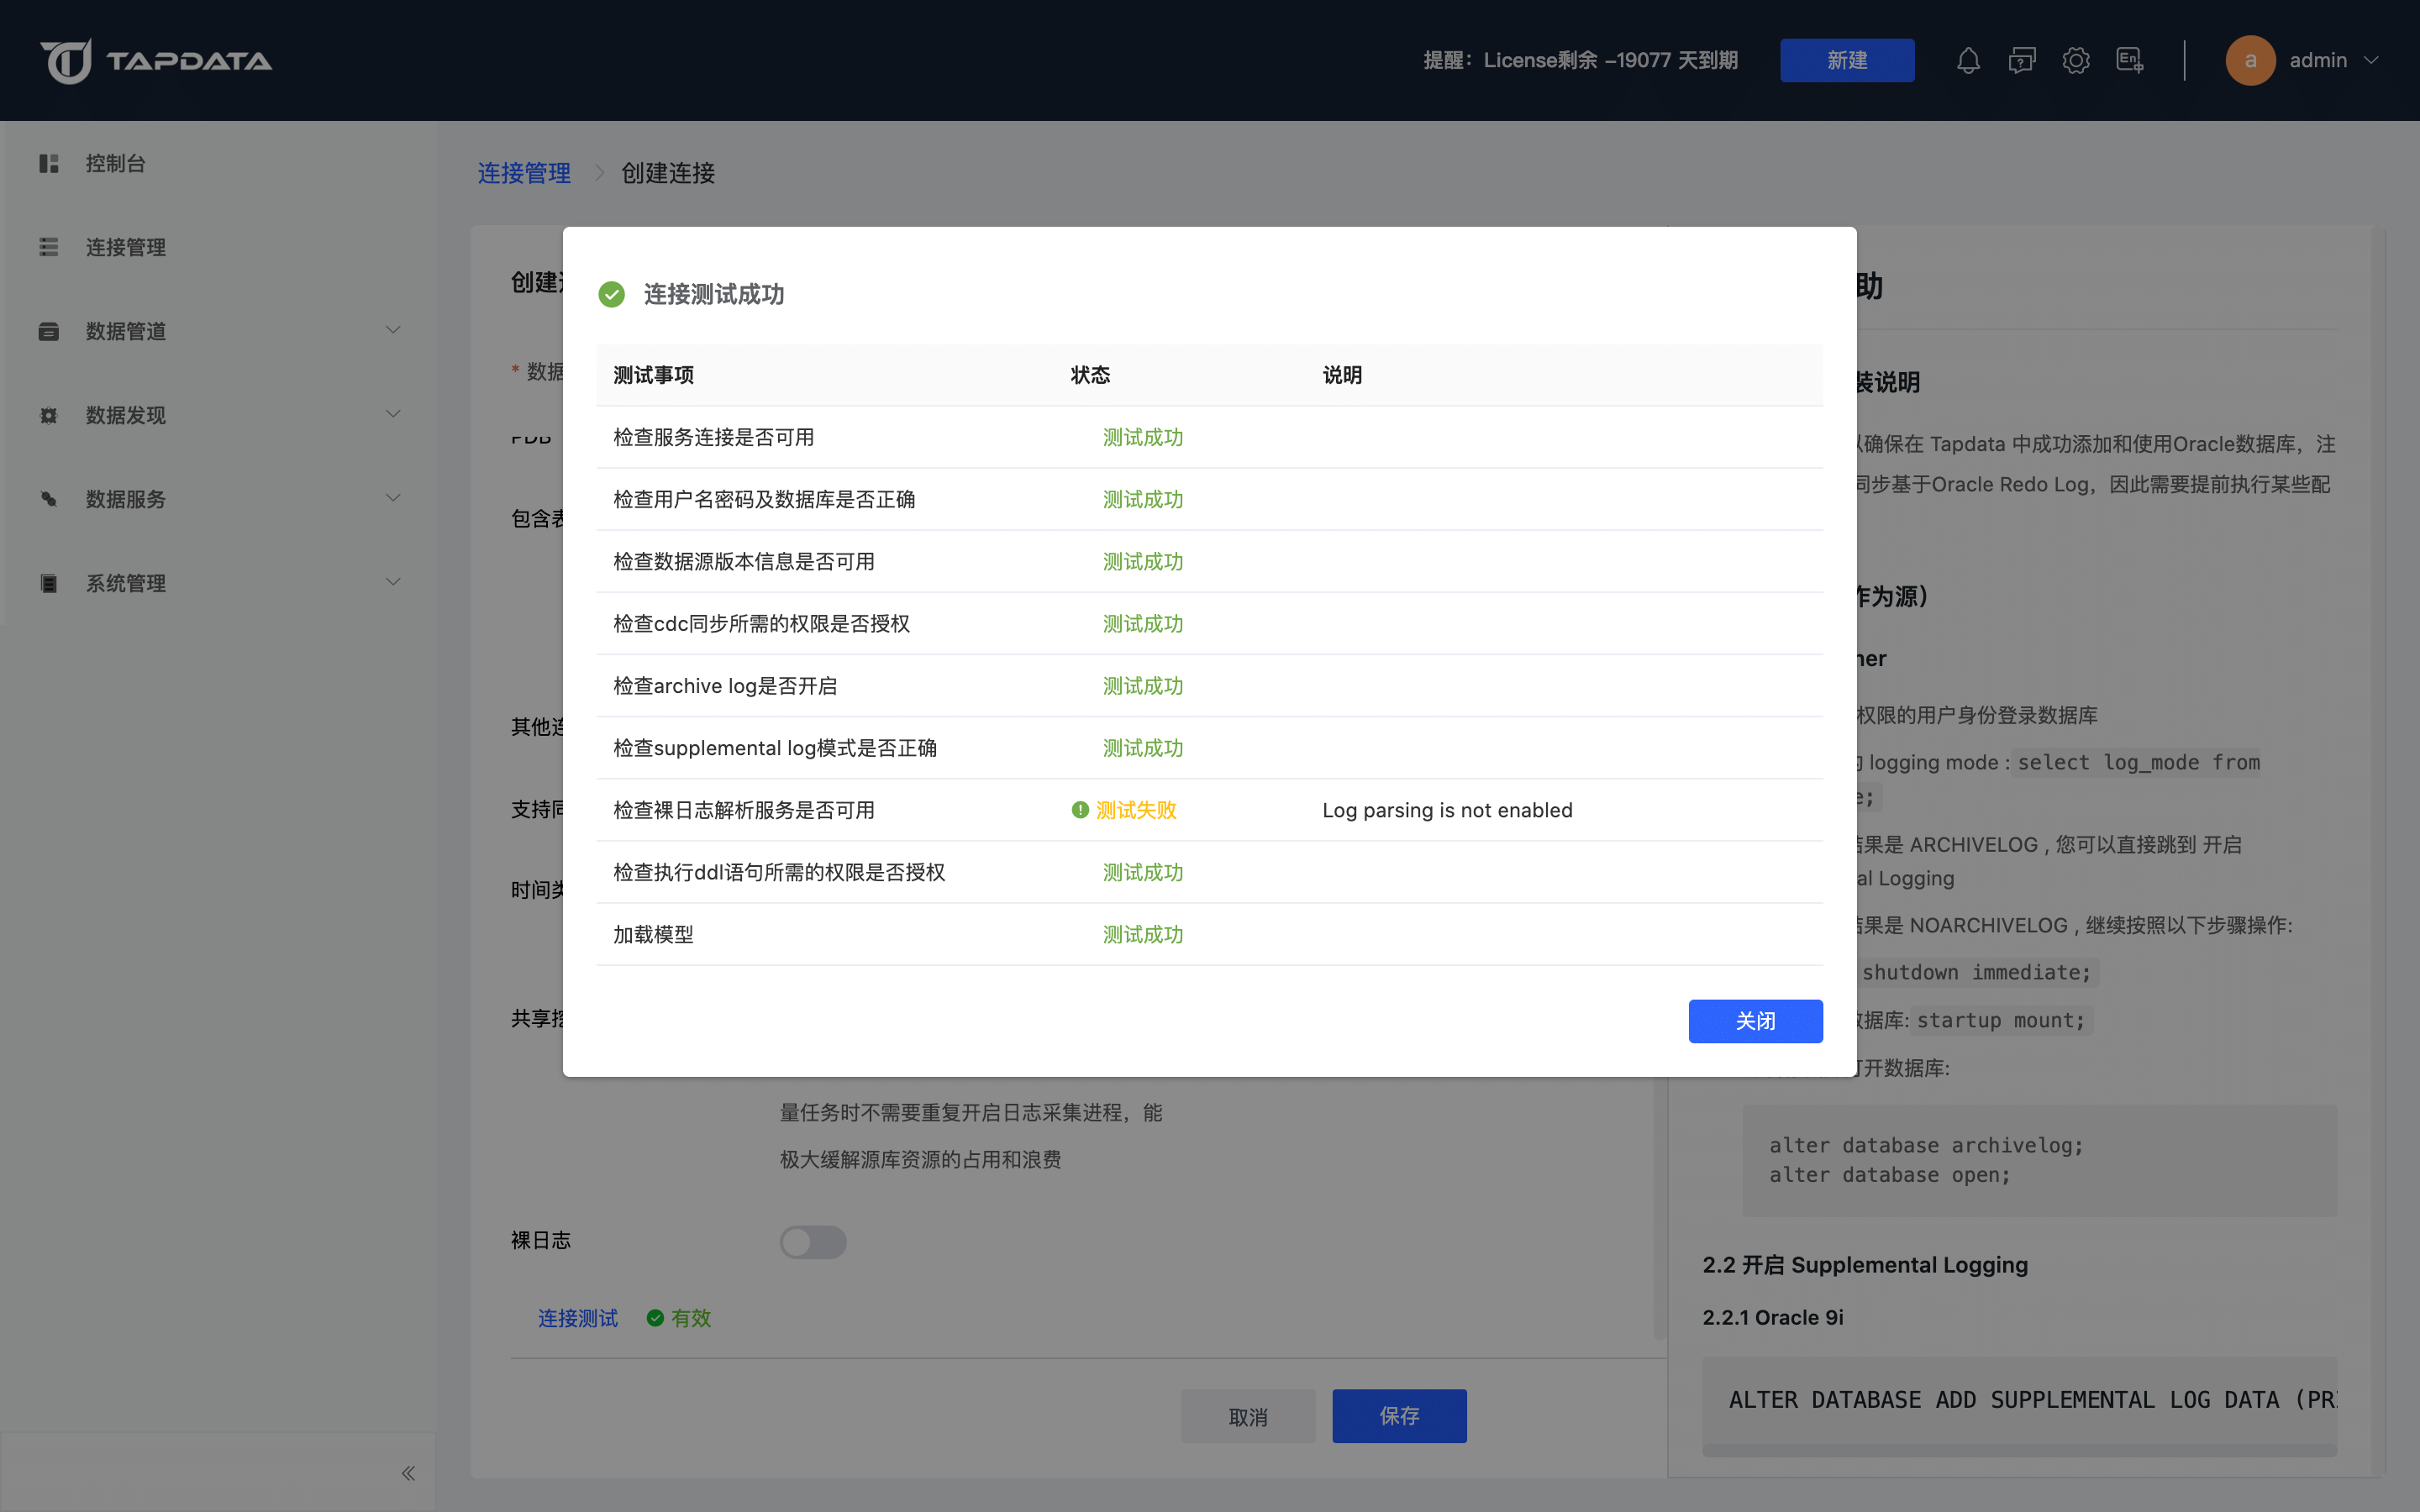 TAPDATA
提醒：License剩余 -19077 天到期
新建
a
admin
控制台
连接管理
数据管道
数据发现
数据服务
系统管理
连接管理 > 创建连接
创建
* 数据
PDB
包含表
其他连
支持同
时间类
共享挖
量任务时不需要重复开启日志采集进程，能
极大缓解源库资源的占用和浪费
裸日志
连接测试
有效
取消
保存
连接测试成功
测试事项 状态 说明
检查服务连接是否可用 测试成功
检查用户名密码及数据库是否正确 测试成功
检查数据源版本信息是否可用 测试成功
检查cdc同步所需的权限是否授权 测试成功
检查archive log是否开启 测试成功
检查supplemental log模式是否正确 测试成功
检查裸日志解析服务是否可用 测试失败 Log parsing is not enabled
检查执行ddl语句所需的权限是否授权 测试成功
加载模型 测试成功
关闭
助
装说明
以确保在 Tapdata 中成功添加和使用Oracle数据库，注
同步基于Oracle Redo Log，因此需要提前执行某些配
作为源）
ner
权限的用户身份登录数据库
的 logging mode : select log_mode from
e;
结果是 ARCHIVELOG , 您可以直接跳到 开启
al Logging
结果是 NOARCHIVELOG , 继续按照以下步骤操作:
shutdown immediate;
数据库: startup mount;
打开数据库:
alter database archivelog;
alter database open;
2.2 开启 Supplemental Logging
2.2.1 Oracle 9i
ALTER DATABASE ADD SUPPLEMENTAL LOG DATA (PR